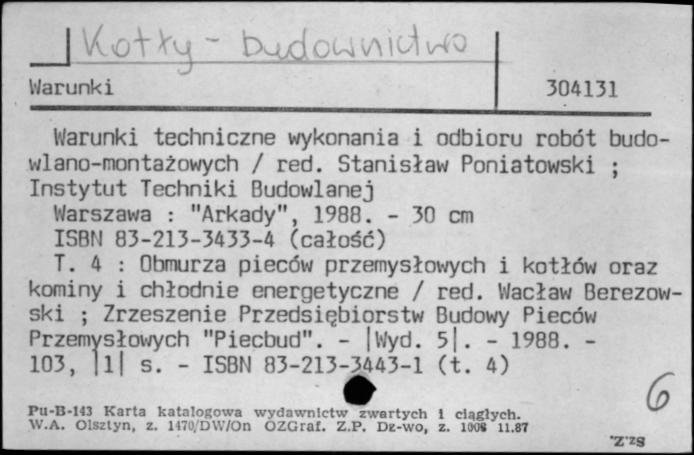 Kotły - budownictwo
Warunki 304131
Warunki techniczne wykonania i odbioru robót budo-
wlano-montażowych / red. Stanisław Poniatowski ;
Instytut Techniki Budowlanej
Warszawa : "Arkady", 1988. - 30 cm
ISBN 83-213-3433-4 (całość)
T. 4 : Obmurza pieców przemysłowych i kotłów oraz
kominy i chłodnie energetyczne / red. Wacław Berezow-
ski ; Zrzeszenie Przedsiębiorstw Budowy Pieców
Przemysłowych "Piecbud". - |Wyd. 5|. - 1988. -
103, |1| s. - ISBN 83-213-3443-1 (t. 4)
6
Pu-B-143 Karta katalogowa wydawnictw zwartych i ciągłych.
W.A. Olsztyn, z. 1470/DW/On OZGraf. Z.P. Dz-wo, z. 1008 11.87
"Z"zs